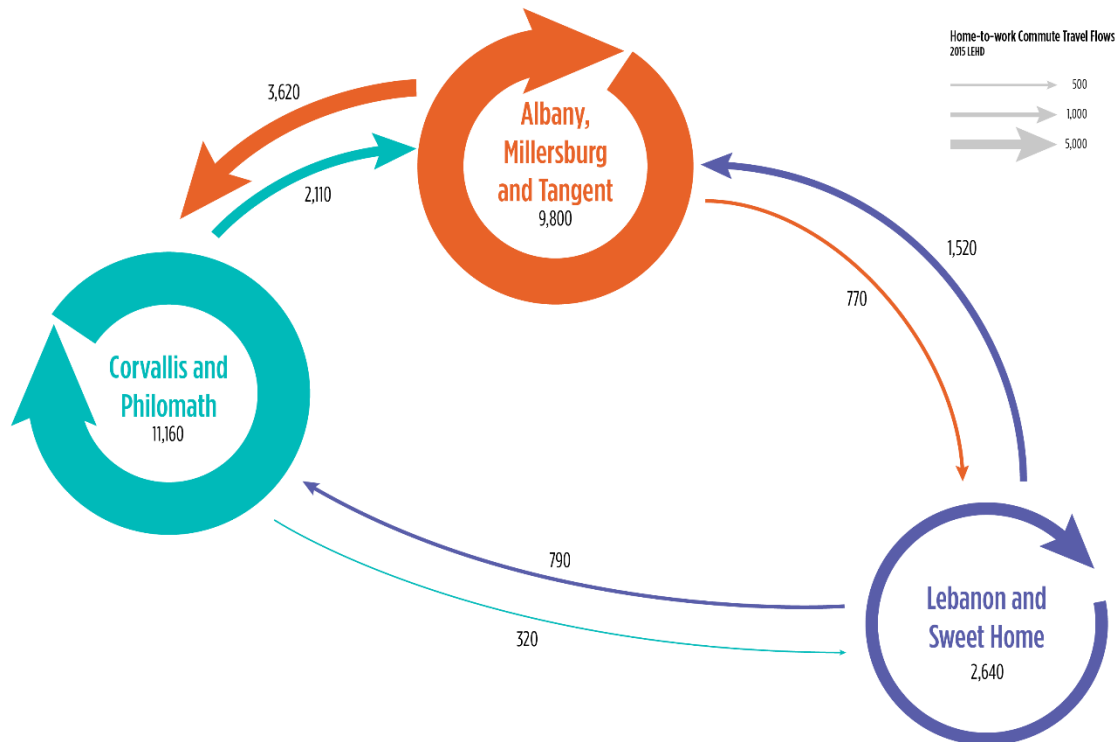 Home-to-work Commute Travel Flows
2015 LEHD
500
1,000
5,000
3,620
2,110
Albany,
Millersburg
and Tangent
9,800
1,520
770
Corvallis and
Philomath
11,160
790
320
Lebanon and
Sweet Home
2,640